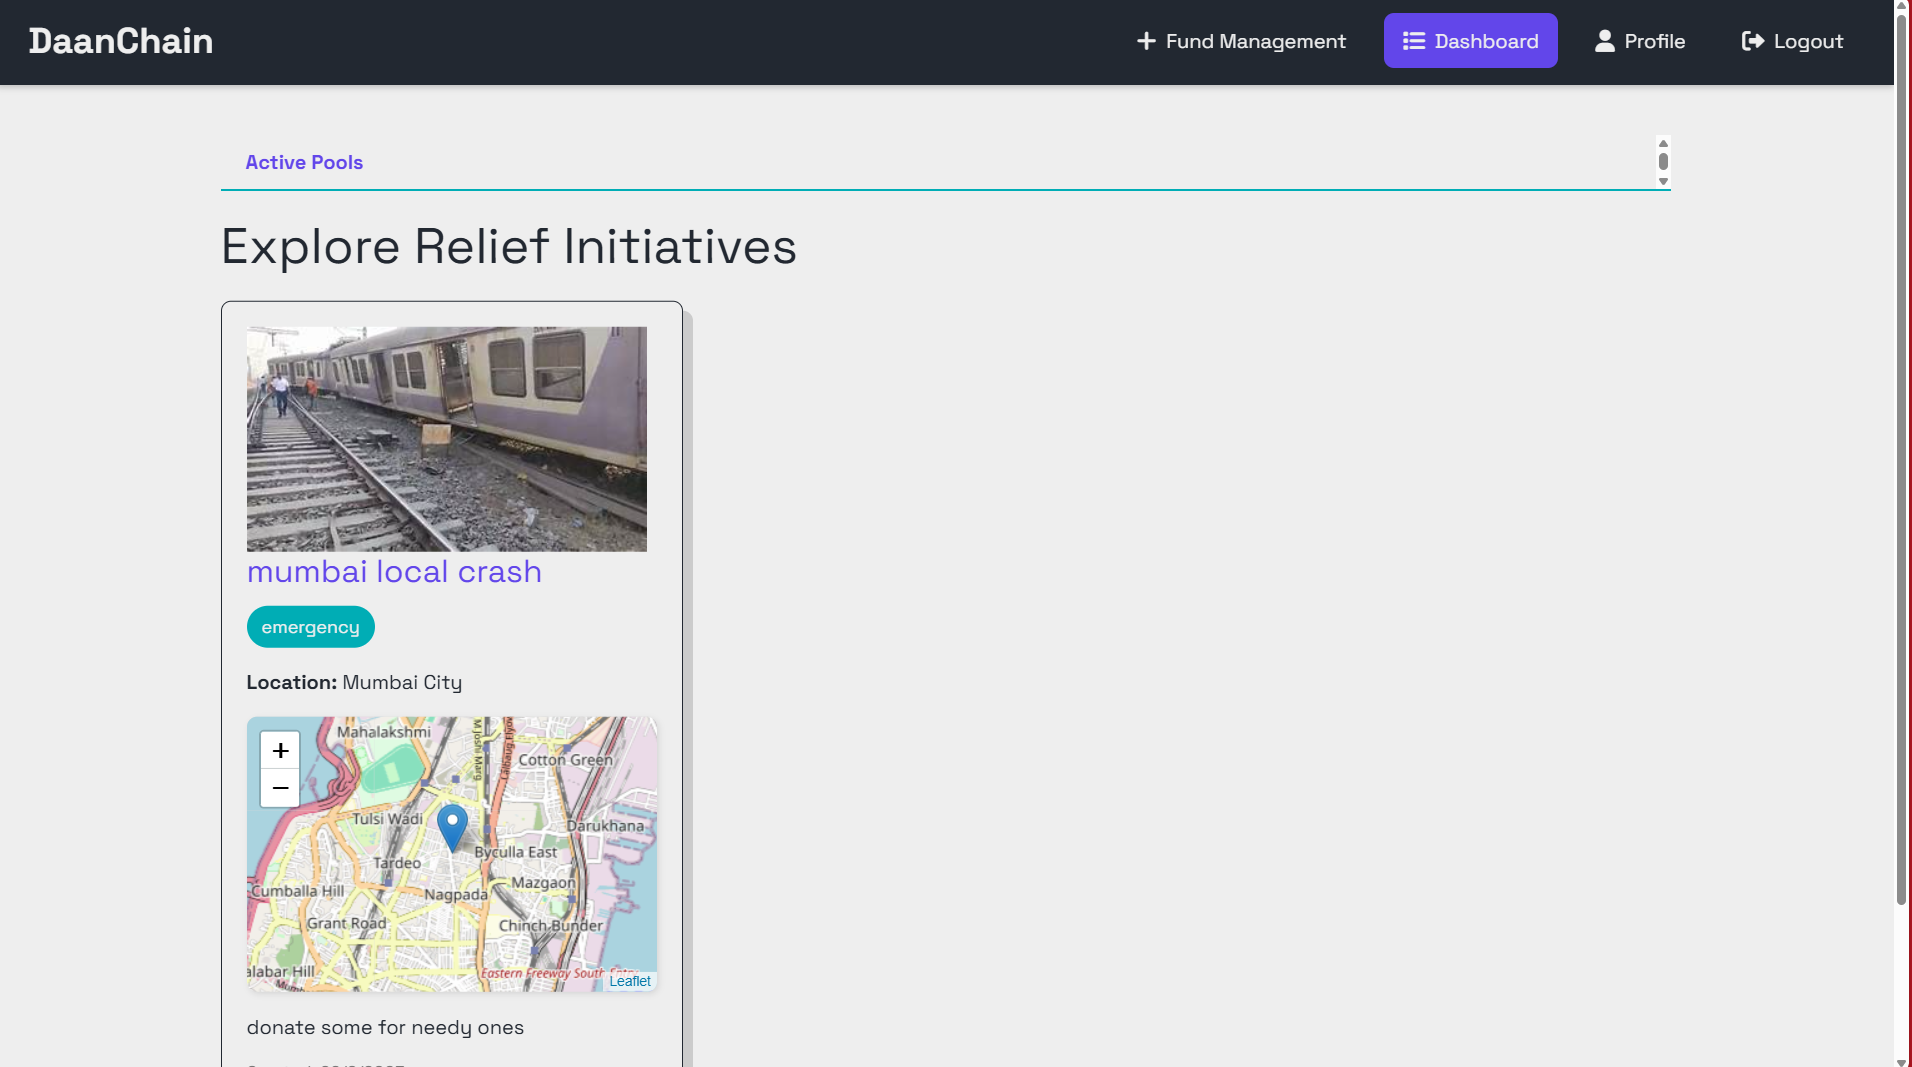 DaanChain
Fund Management
Dashboard
Profile
Logout
Active Pools
Explore Relief Initiatives
mumbai local crash
emergency
Location: Mumbai City
+
−
Mahalakshmi
M Joshi Marg
Cotton Green
Tulsi Wadi
Darukhana
Byculla East
Tardeo
Mazgaon
Cumballa Hill
Nagpada
Grant Road
Chinch Bunder
alabar Hill
Eastern Freeway South
Leaflet
donate some for needy ones